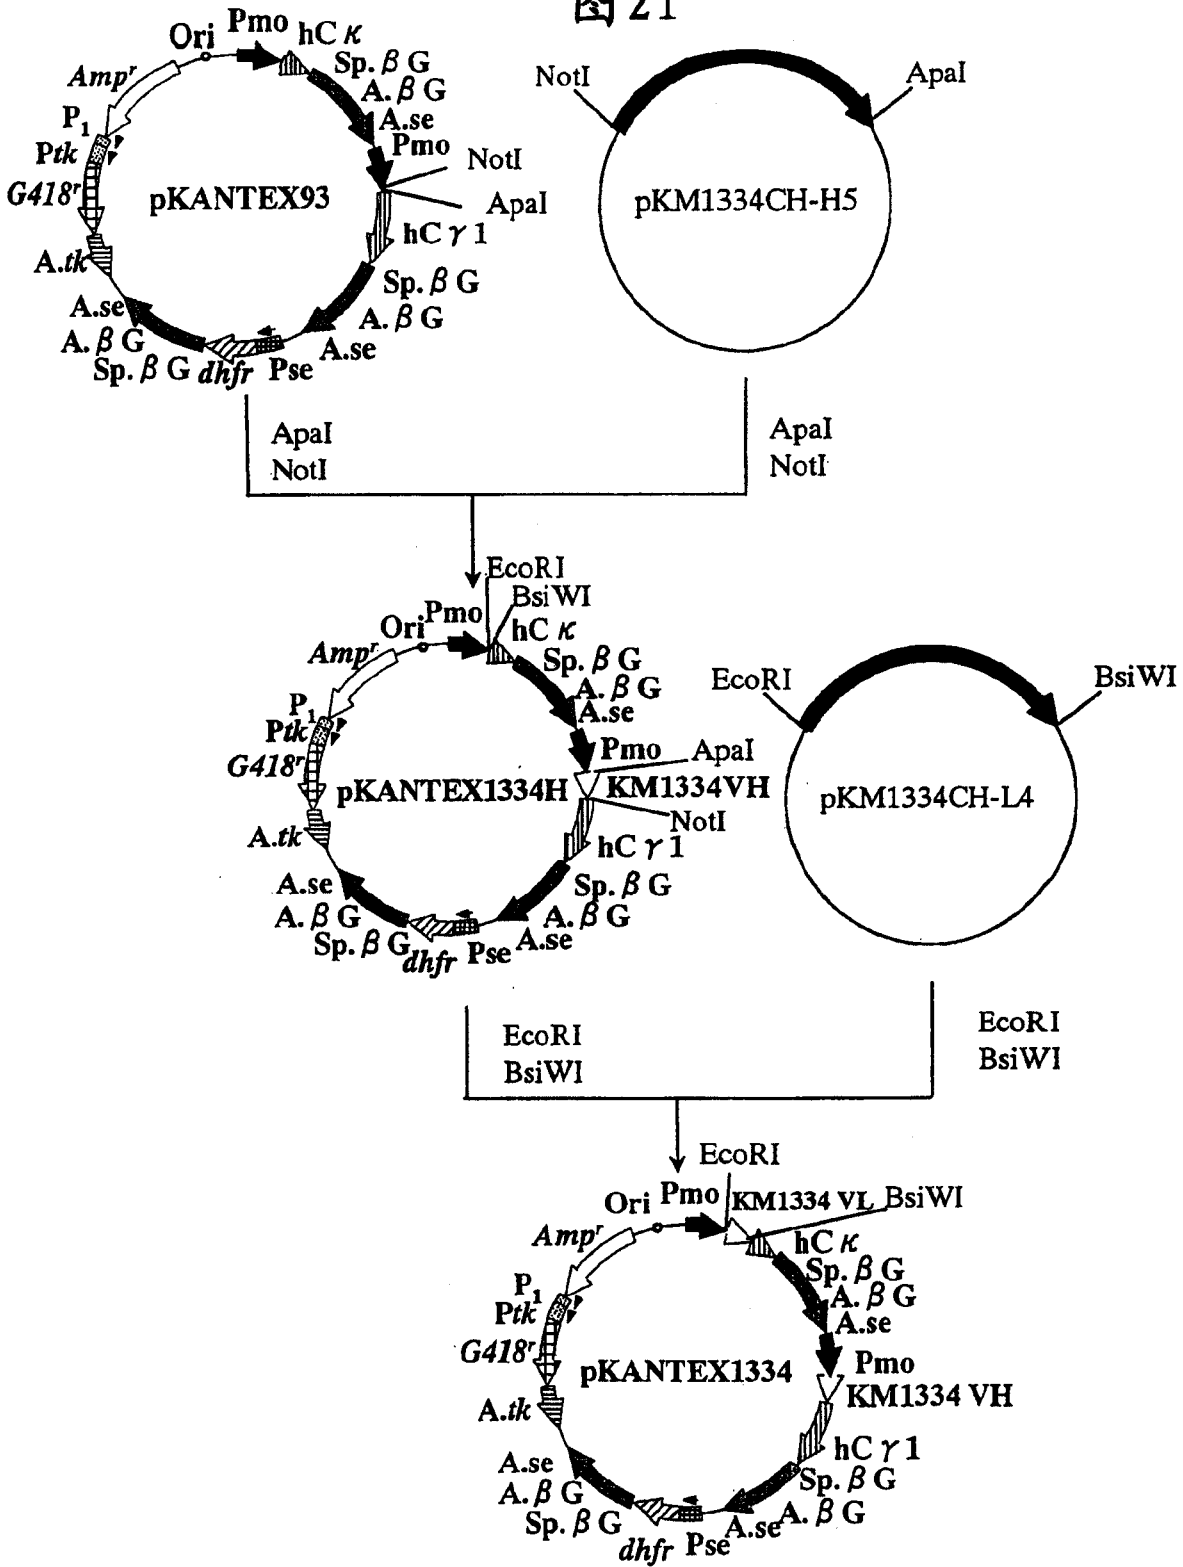 图21
Ori
Pmo
hCκ
Sp.βG
A.βG
A.se
Pmo
NotI
ApaI
hCγ1
Sp.βG
A.βG
A.se
Pse
dhfr
Sp.βG
A.βG
A.se
A.tk
G418r
Ptk
P1
Ampr
pKANTEX93
NotI
ApaI
pKM1334CH-H5
ApaI
NotI
ApaI
NotI
EcoRI
BsiWI
Ori
Pmo
hCκ
Sp.βG
A.βG
A.se
Pmo
ApaI
KM1334VH
NotI
hCγ1
Sp.βG
A.βG
A.se
Pse
dhfr
Sp.βG
A.βG
A.se
A.tk
G418r
Ptk
P1
Ampr
pKANTEX1334H
EcoRI
BsiWI
pKM1334CH-L4
EcoRI
BsiWI
EcoRI
BsiWI
EcoRI
Ori
Pmo
KM1334 VL
BsiWI
hCκ
Sp.βG
A.βG
A.se
Pmo
KM1334 VH
hCγ1
Sp.βG
A.βG
A.se
Pse
dhfr
Sp.βG
A.βG
A.se
A.tk
G418r
Ptk
P1
Ampr
pKANTEX1334